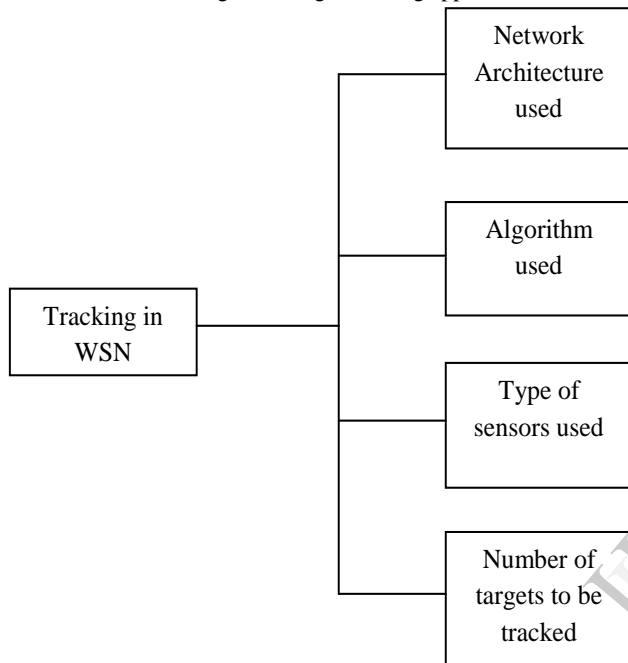 Network
Architecture
used
Algorithm
used
Tracking in
WSN
Type of
sensors used
Number of
targets to be
tracked